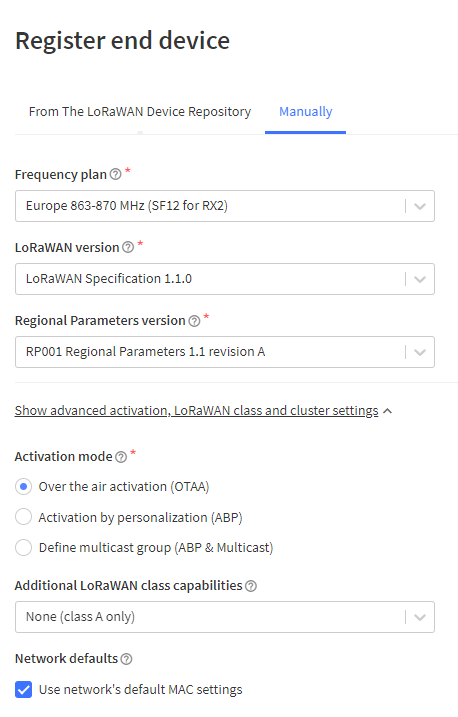 Register end device
From The LoRaWAN Device Repository Manually
Frequency plan *
Europe 863-870 MHz (SF12 for RX2)
LoRaWAN version *
LoRaWAN Specification 1.1.0
Regional Parameters version *
RP001 Regional Parameters 1.1 revision A
Show advanced activation, LoRaWAN class and cluster settings
Activation mode *
Over the air activation (OTAA)
Activation by personalization (ABP)
Define multicast group (ABP & Multicast)
Additional LoRaWAN class capabilities
None (class A only)
Network defaults
Use network's default MAC settings